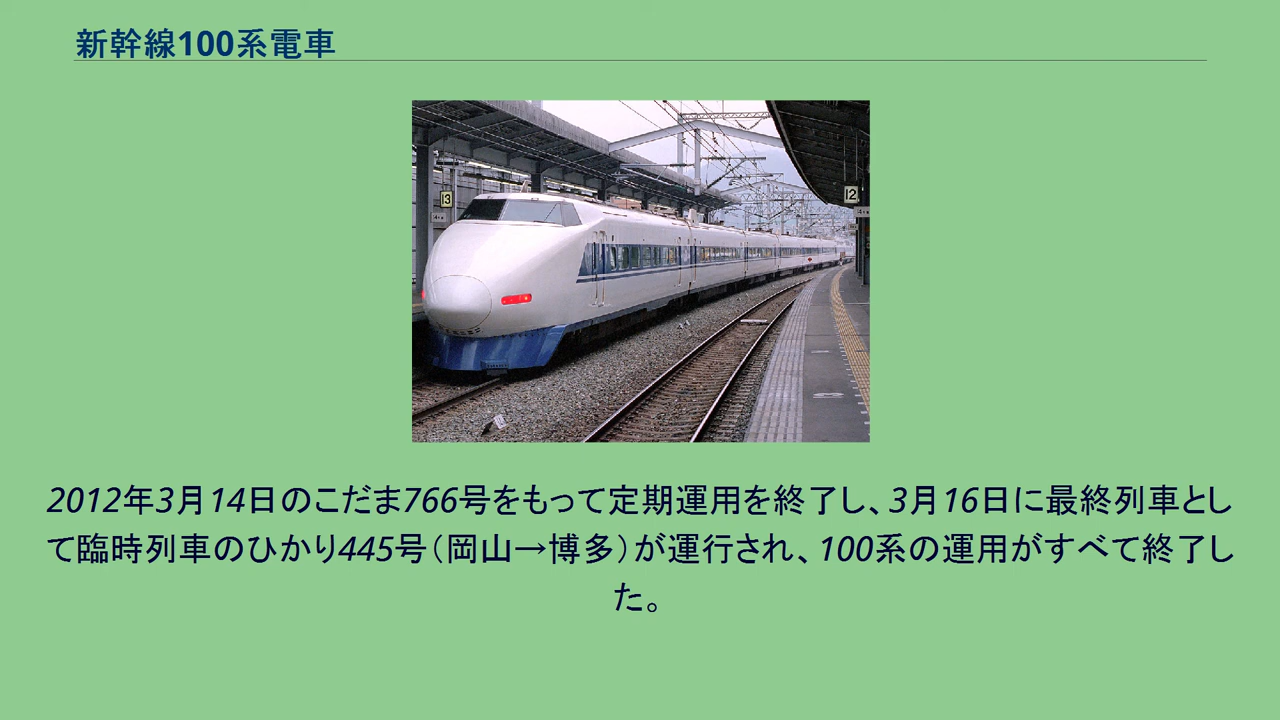 新幹線100系電車
13
12
2012年3月14日のこだま766号をもって定期運用を終了し、3月16日に最終列車とし
て臨時列車のひかり445号（岡山→博多）が運行され、100系の運用がすべて終了し
た。